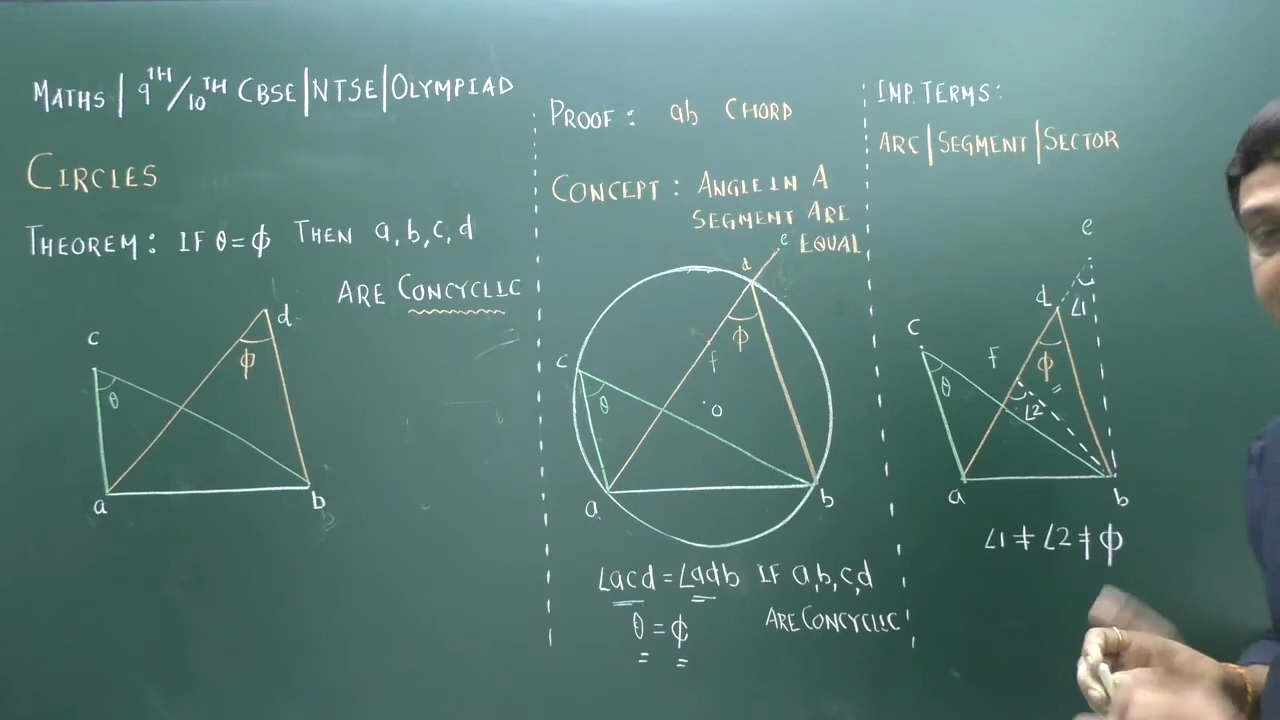 MATHS | 9TH/10TH CBSE|NTSE|OLYMPIAD
CIRCLES
THEOREM: IF θ=ϕ THEN a,b,c,d
ARE CONCYCLIC
c
d
θ
ϕ
a
b
PROOF: ab CHORD
CONCEPT: ANGLE IN A
SEGMENT ARE
EQUAL
e
d
ϕ
f
c
θ
o
a
b
∠acd = ∠adb IF a,b,c,d
ARE CONCYCLIC
θ = ϕ
IMP. TERMS:
ARC|SEGMENT|SECTOR
e
d
∠1
c
F
ϕ
θ
∠2
a
b
∠1 ≠ ∠2 ≠ ϕ